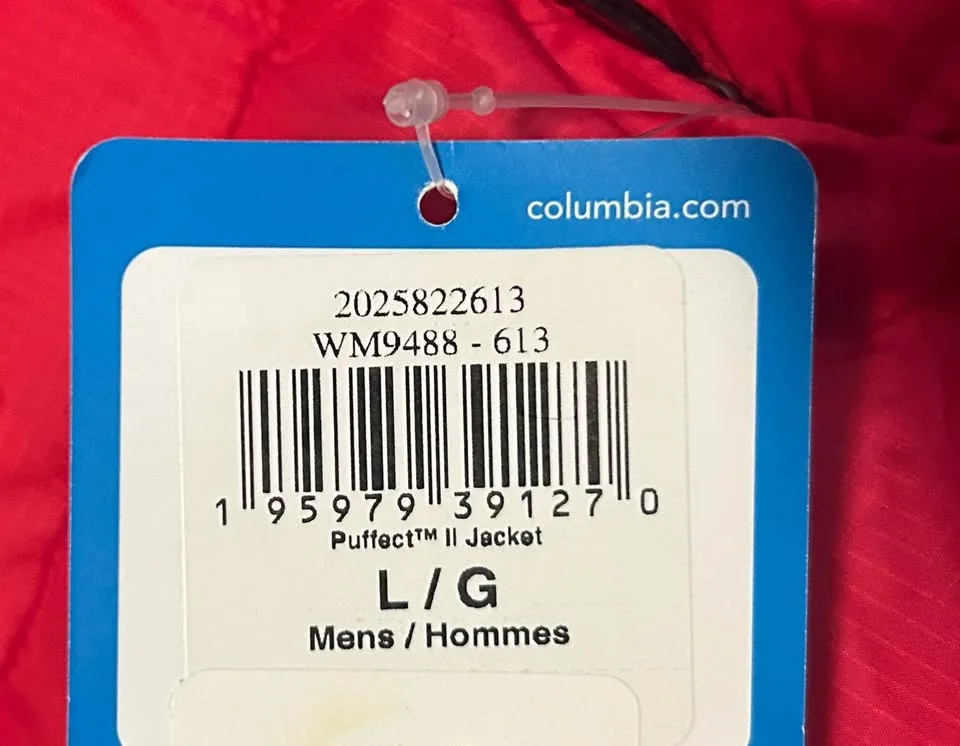 columbia.com
2025822613
WM9488 - 613
1 95979 39127 0
Puffect™ II Jacket
L / G
Mens / Hommes